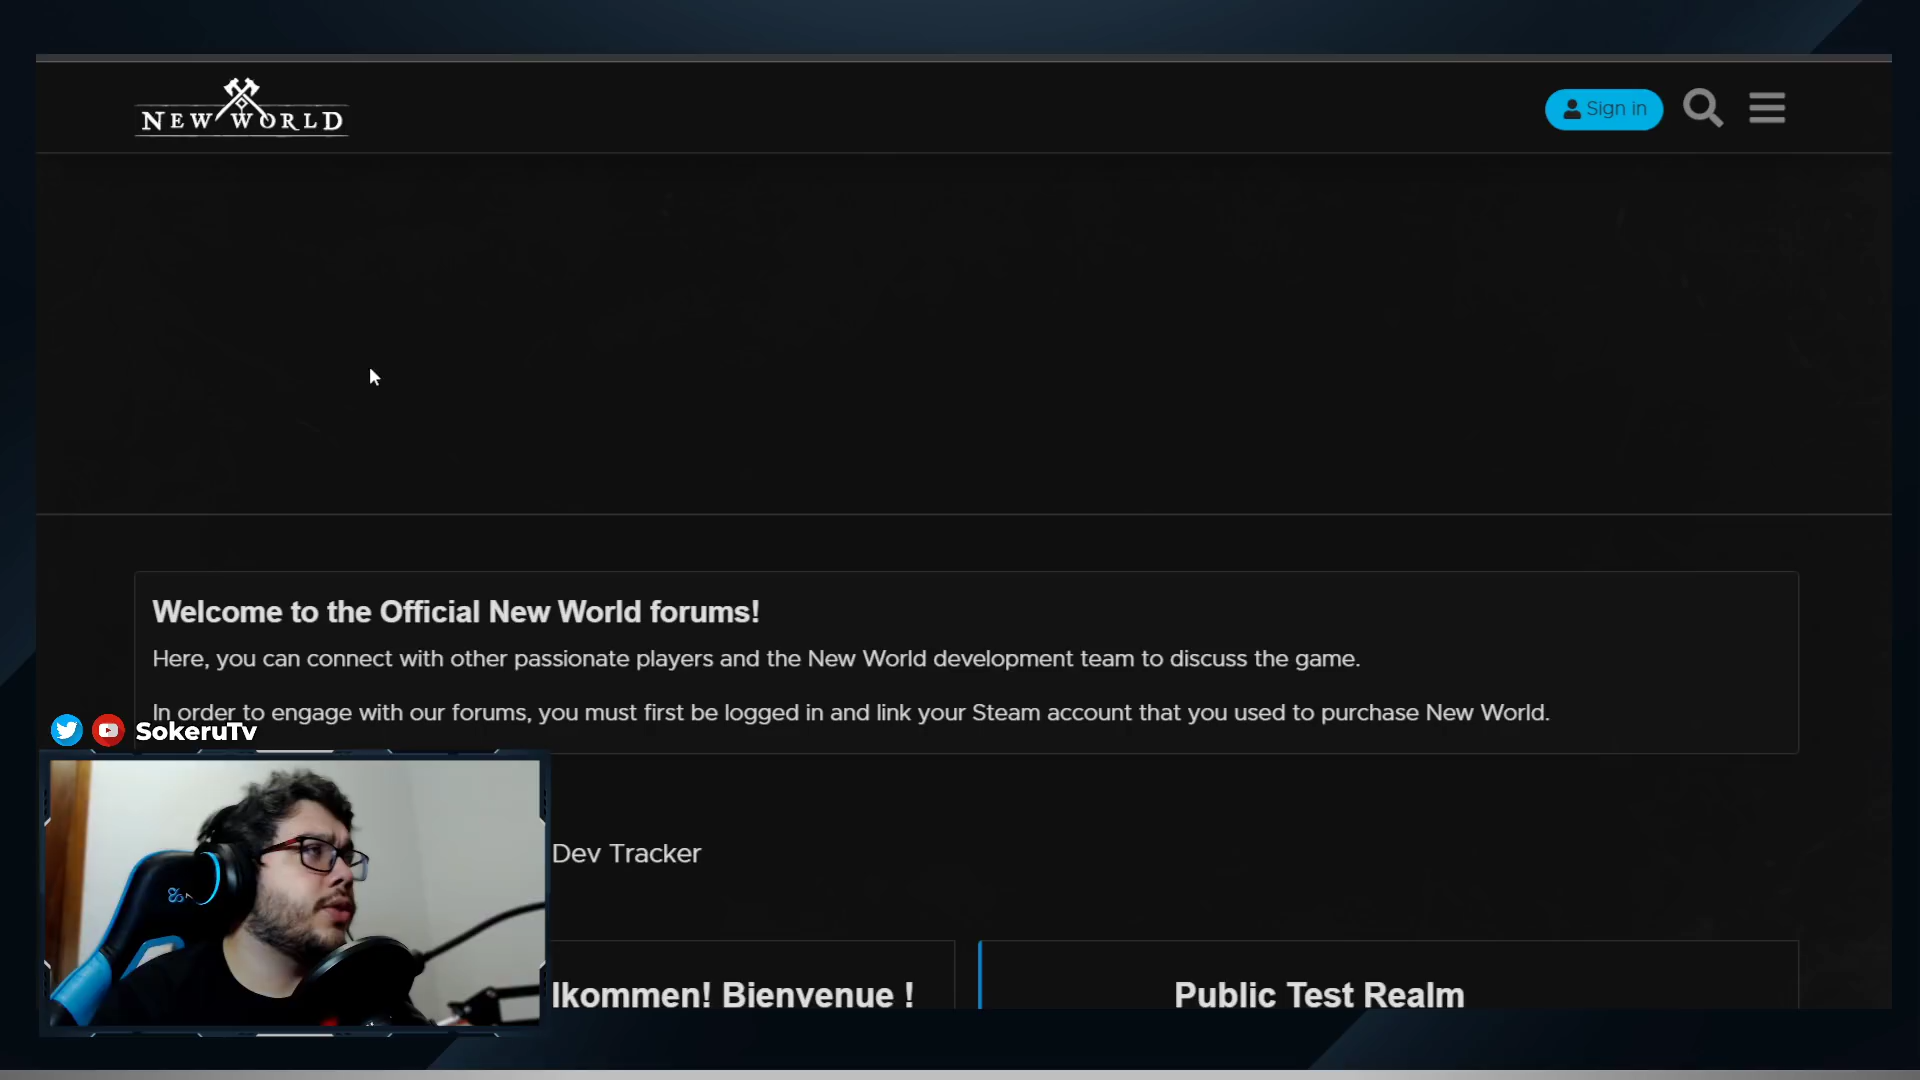 NEW WORLD
Sign in
Welcome to the Official New World forums!
Here, you can connect with other passionate players and the New World development team to discuss the game.
In order to engage with our forums, you must first be logged in and link your Steam account that you used to purchase New World.
SokeruTv
Dev Tracker
lkommen! Bienvenue !
Public Test Realm